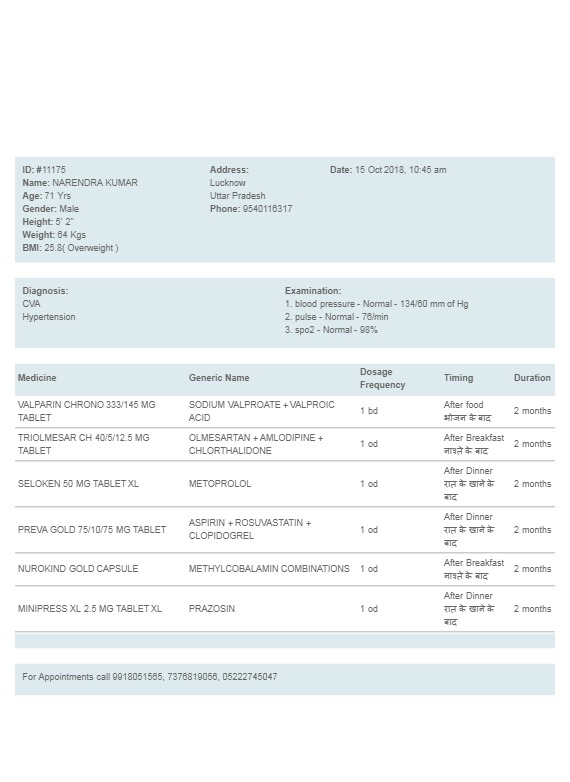 ID: #11175
Name: NARENDRA KUMAR
Age: 71 Yrs
Gender: Male
Height: 5' 2"
Weight: 64 Kgs
BMI: 25.8( Overweight )
Address:
Lucknow
Uttar Pradesh
Phone: 9540116317
Date: 15 Oct 2018, 10:45 am
Diagnosis:
CVA
Hypertension
Examination:
1. blood pressure - Normal - 134/60 mm of Hg
2. pulse - Normal - 76/min
3. spo2 - Normal - 98%
Medicine Generic Name Dosage Frequency Timing Duration
VALPARIN CHRONO 333/145 MG TABLET SODIUM VALPROATE + VALPROIC ACID 1 bd After food भोजन के बाद 2 months
TRIOLMESAR CH 40/5/12.5 MG TABLET OLMESARTAN + AMLODIPINE + CHLORTHALIDONE 1 od After Breakfast नाश्ते के बाद 2 months
SELOKEN 50 MG TABLET XL METOPROLOL 1 od After Dinner रात के खाने के बाद 2 months
PREVA GOLD 75/10/75 MG TABLET ASPIRIN + ROSUVASTATIN + CLOPIDOGREL 1 od After Dinner रात के खाने के बाद 2 months
NUROKIND GOLD CAPSULE METHYLCOBALAMIN COMBINATIONS 1 od After Breakfast नाश्ते के बाद 2 months
MINIPRESS XL 2.5 MG TABLET XL PRAZOSIN 1 od After Dinner रात के खाने के बाद 2 months
For Appointments call 9918051565, 7376819056, 05222745047